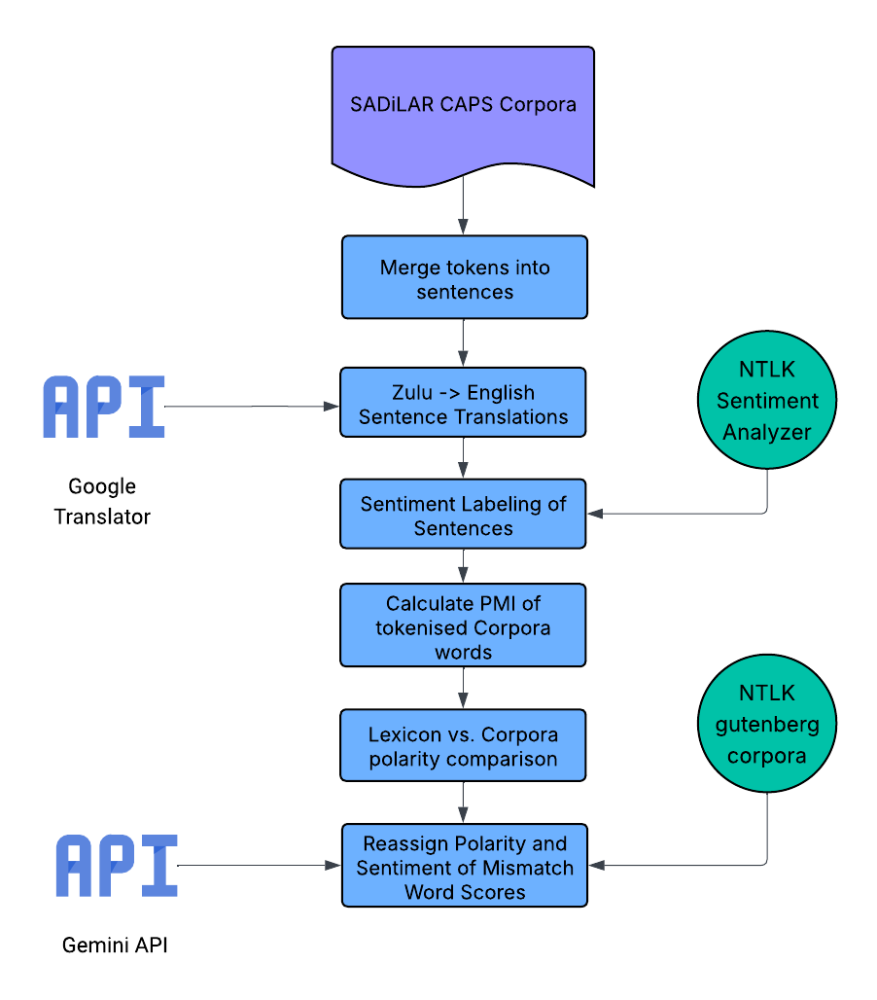 SADiLAR CAPS Corpora
Merge tokens into
sentences
API
Google
Translator
Zulu -> English
Sentence Translations
NTLK
Sentiment
Analyzer
Sentiment Labeling of
Sentences
Calculate PMI of
tokenised Corpora
words
Lexicon vs. Corpora
polarity comparison
NTLK
gutenberg
corpora
API
Gemini API
Reassign Polarity and
Sentiment of Mismatch
Word Scores